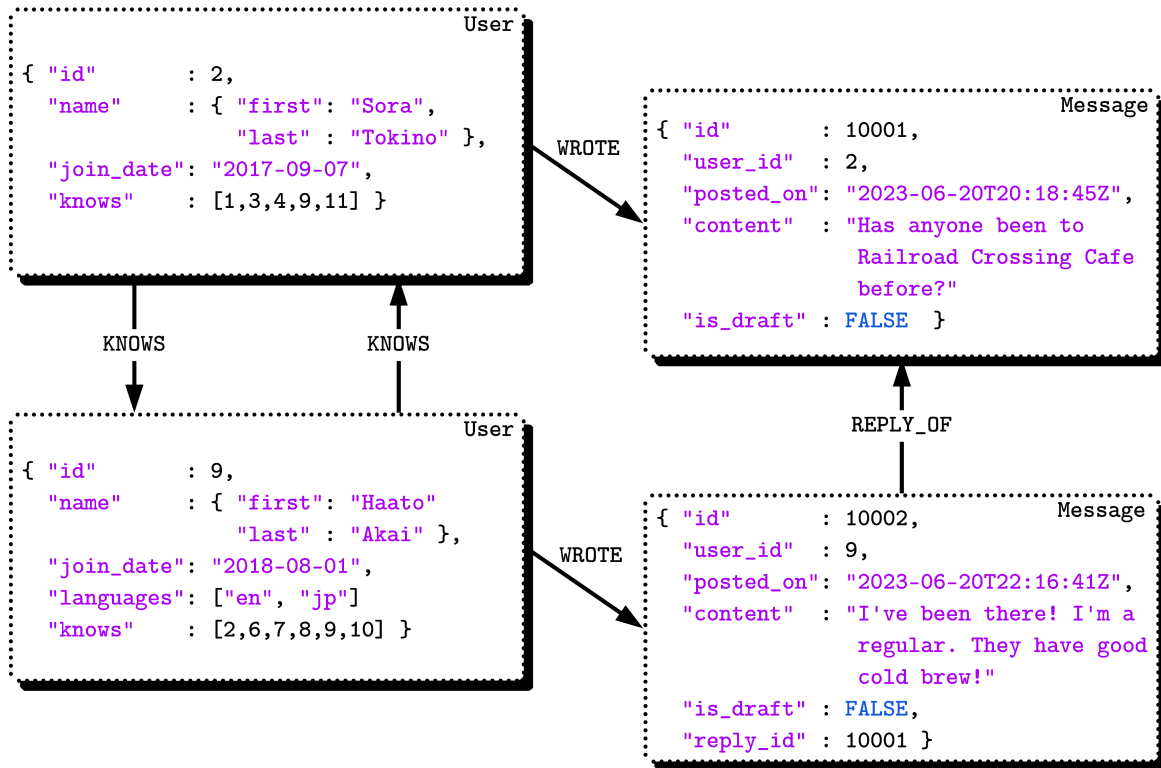 User
{ "id"       : 2,
  "name"     : { "first": "Sora",
                 "last" : "Tokino" },
  "join_date": "2017-09-07",
  "knows"    : [1,3,4,9,11] }
WROTE
Message
{ "id"       : 10001,
  "user_id"  : 2,
  "posted_on": "2023-06-20T20:18:45Z",
  "content"  : "Has anyone been to
                Railroad Crossing Cafe
                before?"
  "is_draft" : FALSE  }
KNOWS
KNOWS
REPLY_OF
User
{ "id"       : 9,
  "name"     : { "first": "Haato"
                 "last" : "Akai" },
  "join_date": "2018-08-01",
  "languages": ["en", "jp"]
  "knows"    : [2,6,7,8,9,10] }
WROTE
Message
{ "id"       : 10002,
  "user_id"  : 9,
  "posted_on": "2023-06-20T22:16:41Z",
  "content"  : "I've been there! I'm a
                regular. They have good
                cold brew!"
  "is_draft" : FALSE,
  "reply_id" : 10001 }